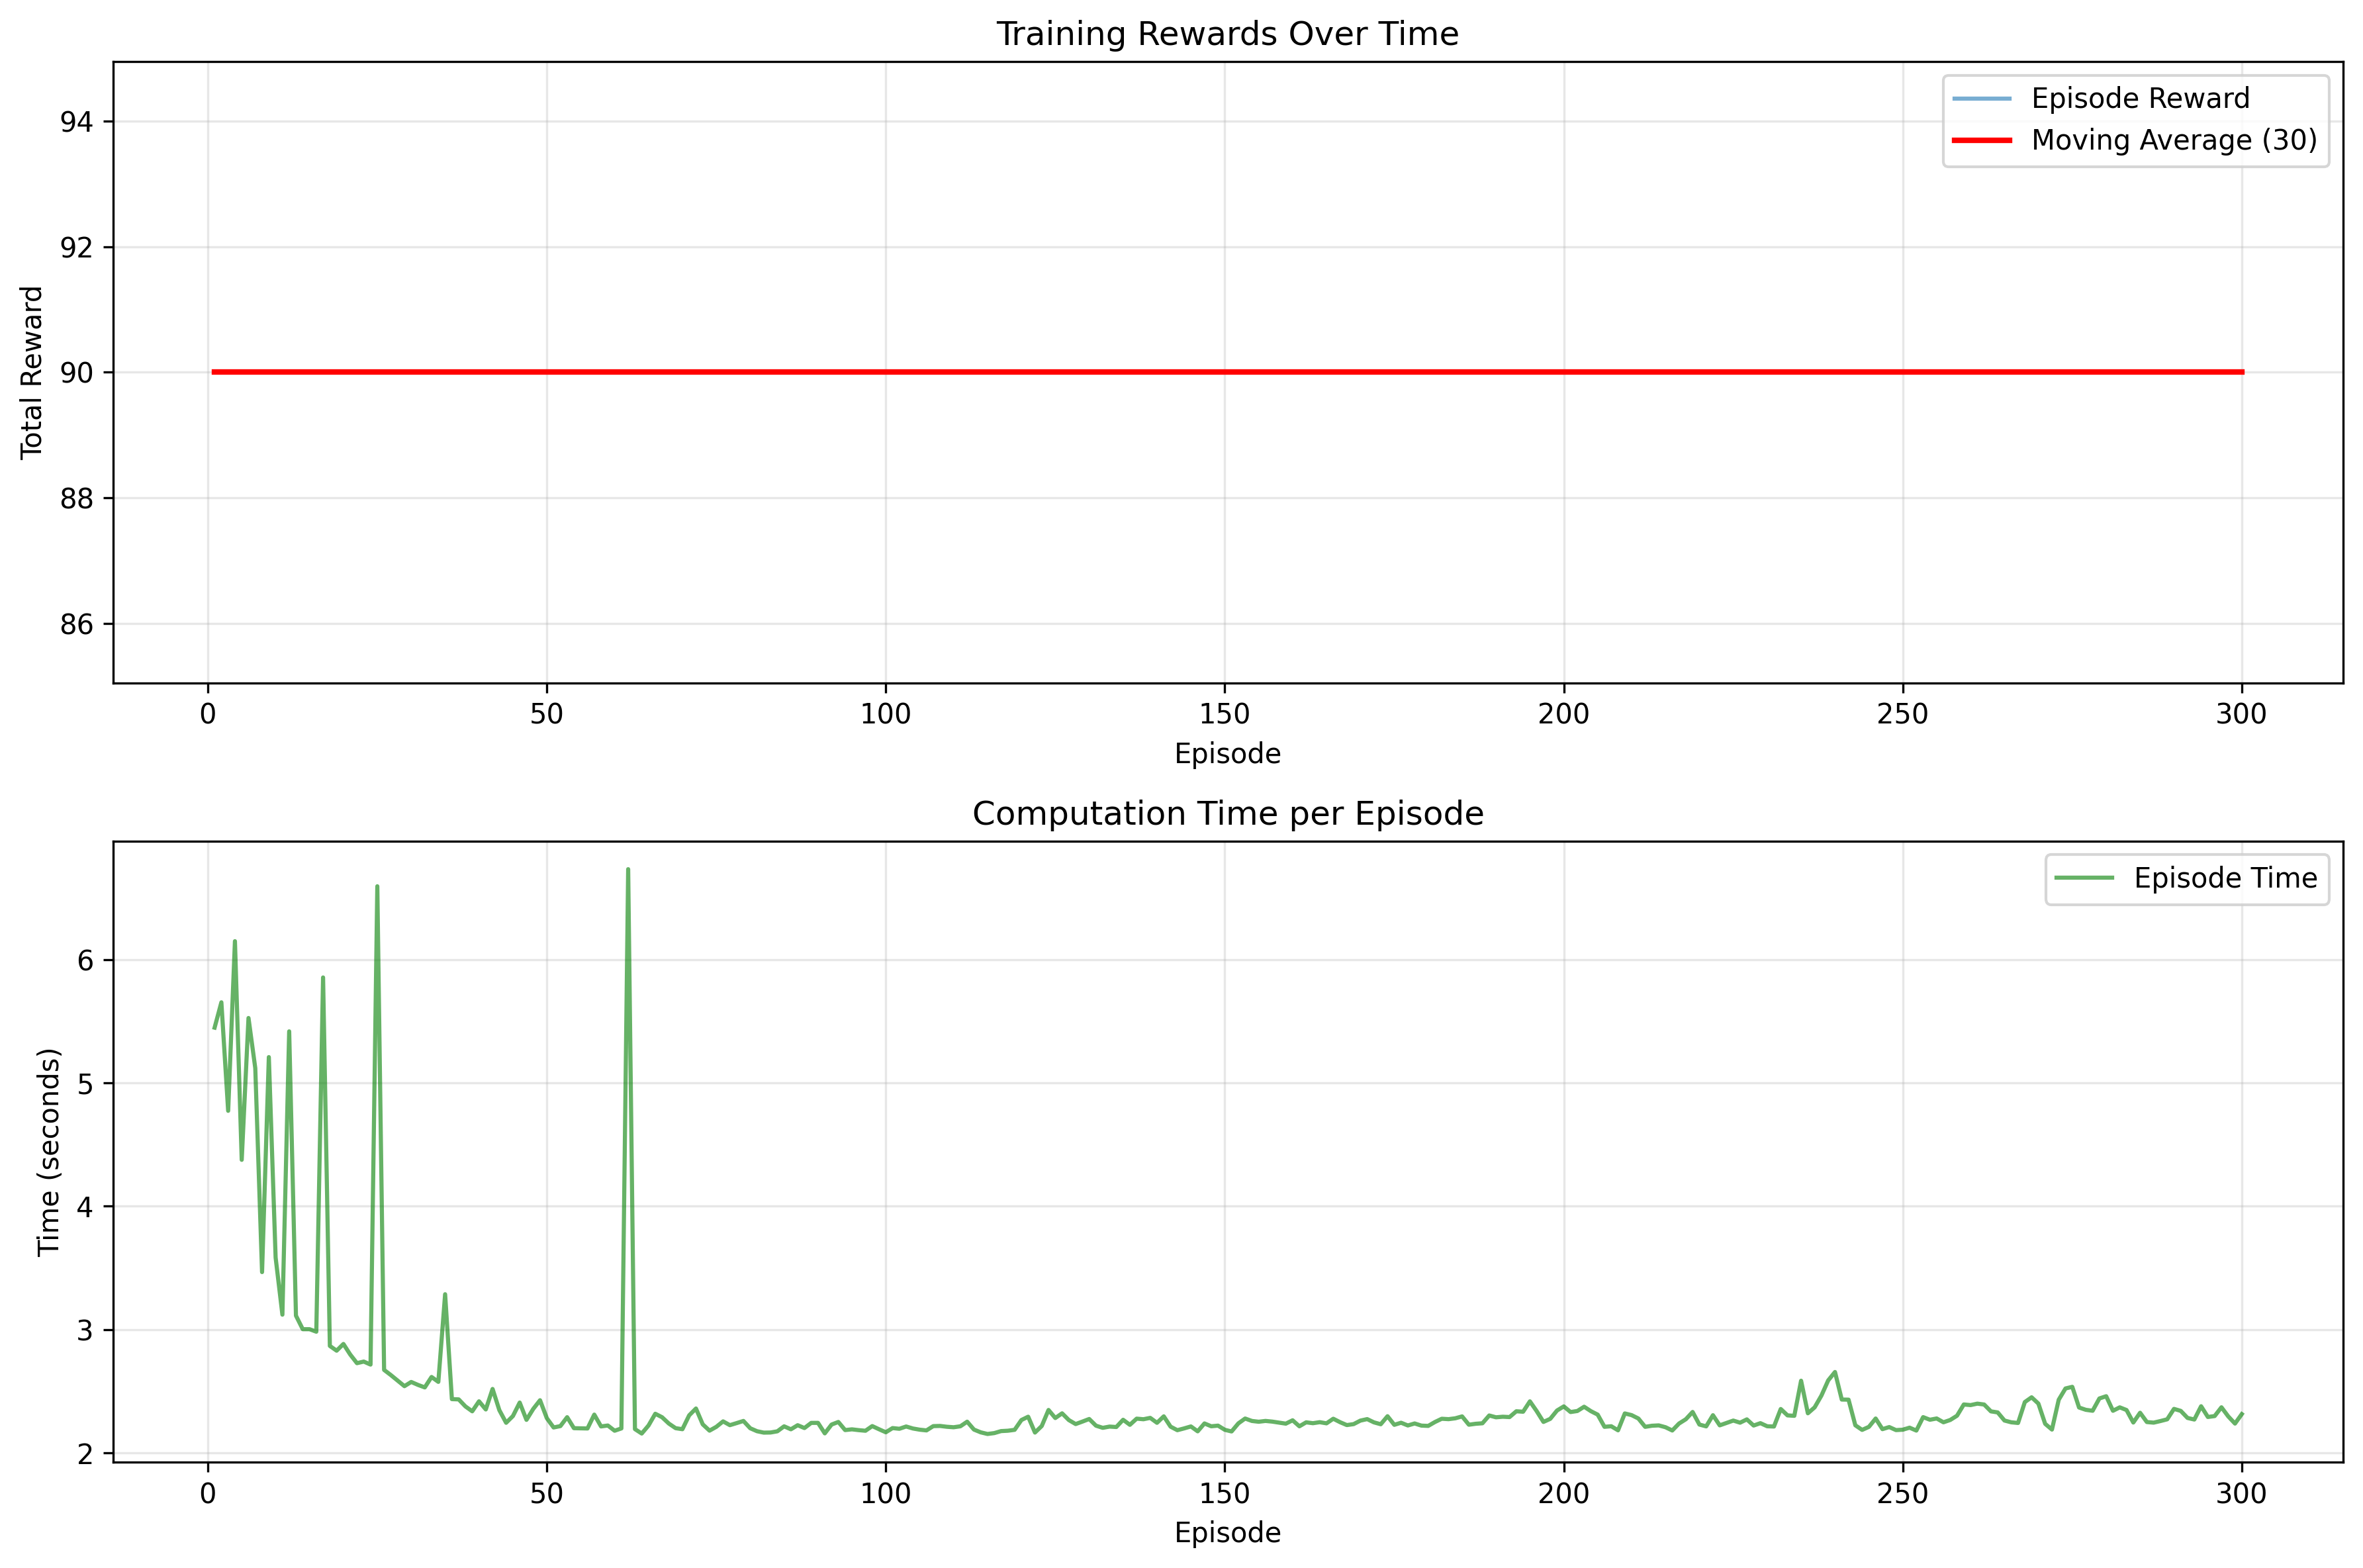 Training Rewards Over Time
Episode Reward
Moving Average (30)
Total Reward
94
92
90
88
86
0 50 100 150 200 250 300
Episode
Computation Time per Episode
Episode Time
Time (seconds)
6
5
4
3
2
0 50 100 150 200 250 300
Episode